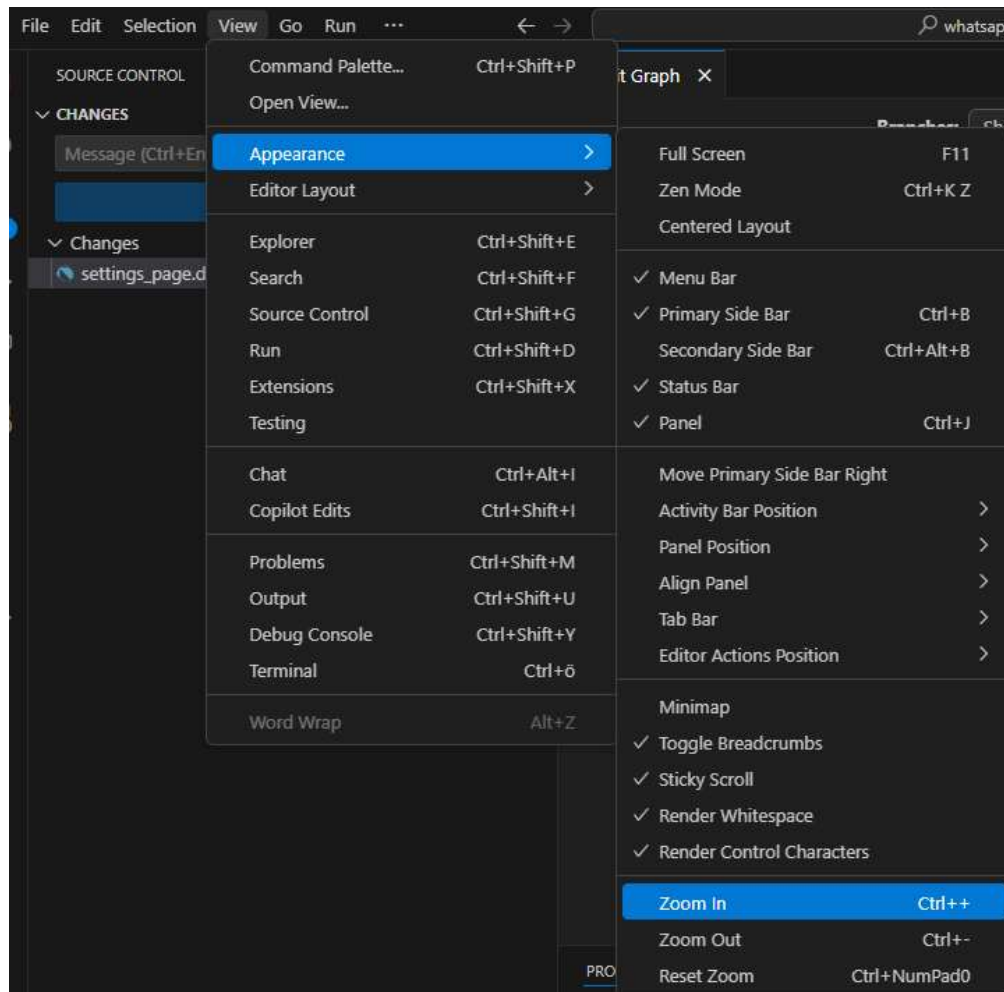 File Edit Selection View Go Run ··· ← → whatsap
SOURCE CONTROL
CHANGES
Message (Ctrl+En
Changes
settings_page.d
Command Palette... Ctrl+Shift+P
Open View...
Appearance >
Editor Layout >
Explorer Ctrl+Shift+E
Search Ctrl+Shift+F
Source Control Ctrl+Shift+G
Run Ctrl+Shift+D
Extensions Ctrl+Shift+X
Testing
Chat Ctrl+Alt+I
Copilot Edits Ctrl+Shift+I
Problems Ctrl+Shift+M
Output Ctrl+Shift+U
Debug Console Ctrl+Shift+Y
Terminal Ctrl+ö
Word Wrap Alt+Z
it Graph ×
Full Screen F11
Zen Mode Ctrl+K Z
Centered Layout
✓ Menu Bar
✓ Primary Side Bar Ctrl+B
Secondary Side Bar Ctrl+Alt+B
✓ Status Bar
✓ Panel Ctrl+J
Move Primary Side Bar Right
Activity Bar Position >
Panel Position >
Align Panel >
Tab Bar >
Editor Actions Position >
Minimap
✓ Toggle Breadcrumbs
✓ Sticky Scroll
✓ Render Whitespace
✓ Render Control Characters
Zoom In Ctrl++
Zoom Out Ctrl+-
Reset Zoom Ctrl+NumPad0
PRO